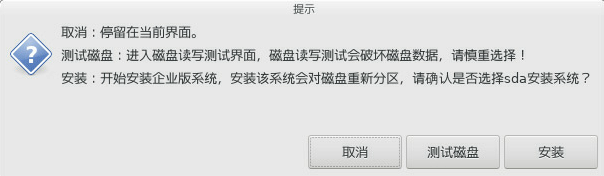 提示
取消：停留在当前界面。
测试磁盘：进入磁盘读写测试界面，磁盘读写测试会破坏磁盘数据，请慎重选择！
安装：开始安装企业版系统，安装该系统会对磁盘重新分区，请确认是否选择sda安装系统？
取消 测试磁盘 安装